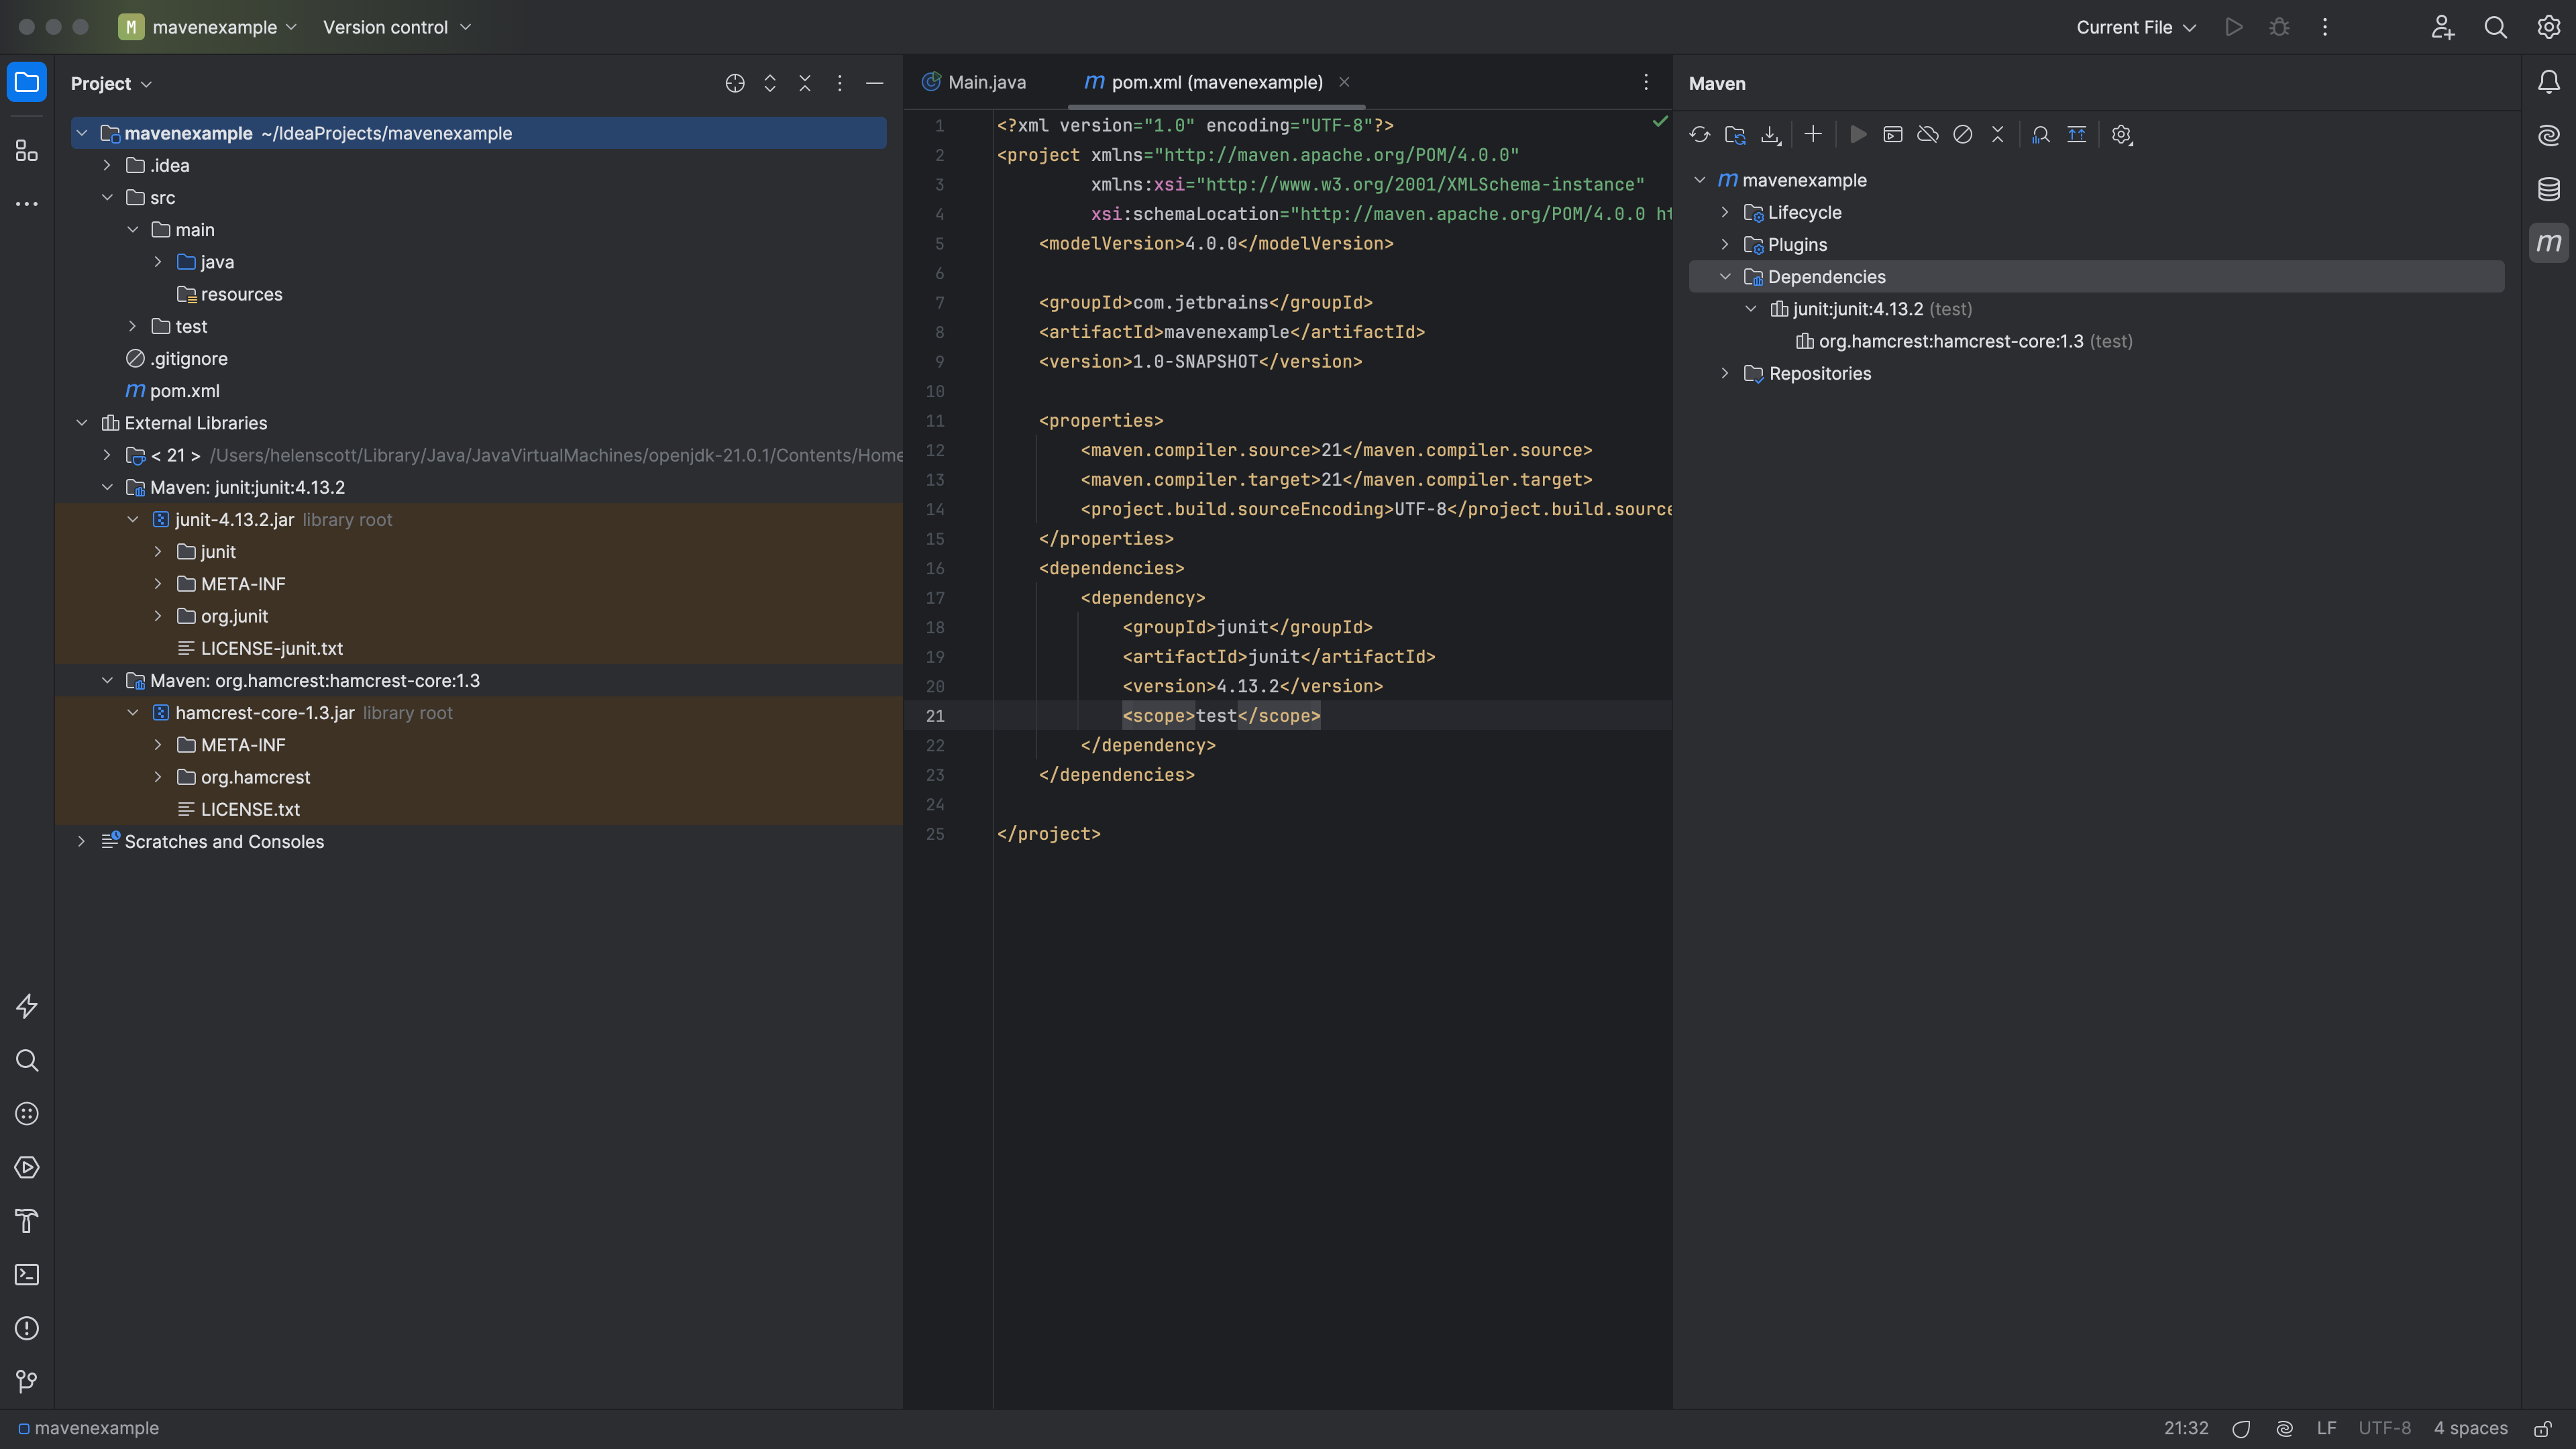 M mavenexample Version control Current File
Project
mavenexample ~/IdeaProjects/mavenexample
.idea
src
main
java
resources
test
.gitignore
m pom.xml
External Libraries
< 21 > /Users/helenscott/Library/Java/JavaVirtualMachines/openjdk-21.0.1/Contents/Home
Maven: junit:junit:4.13.2
junit-4.13.2.jar library root
junit
META-INF
org.junit
LICENSE-junit.txt
Maven: org.hamcrest:hamcrest-core:1.3
hamcrest-core-1.3.jar library root
META-INF
org.hamcrest
LICENSE.txt
Scratches and Consoles
Main.java m pom.xml (mavenexample)
1 <?xml version="1.0" encoding="UTF-8"?>
2 <project xmlns="http://maven.apache.org/POM/4.0.0"
3 xmlns:xsi="http://www.w3.org/2001/XMLSchema-instance"
4 xsi:schemaLocation="http://maven.apache.org/POM/4.0.0 ht
5 <modelVersion>4.0.0</modelVersion>
6
7 <groupId>com.jetbrains</groupId>
8 <artifactId>mavenexample</artifactId>
9 <version>1.0-SNAPSHOT</version>
10
11 <properties>
12 <maven.compiler.source>21</maven.compiler.source>
13 <maven.compiler.target>21</maven.compiler.target>
14 <project.build.sourceEncoding>UTF-8</project.build.source
15 </properties>
16 <dependencies>
17 <dependency>
18 <groupId>junit</groupId>
19 <artifactId>junit</artifactId>
20 <version>4.13.2</version>
21 <scope>test</scope>
22 </dependency>
23 </dependencies>
24
25 </project>
Maven
m mavenexample
Lifecycle
Plugins
Dependencies
junit:junit:4.13.2 (test)
org.hamcrest:hamcrest-core:1.3 (test)
Repositories
m
mavenexample 21:32 LF UTF-8 4 spaces